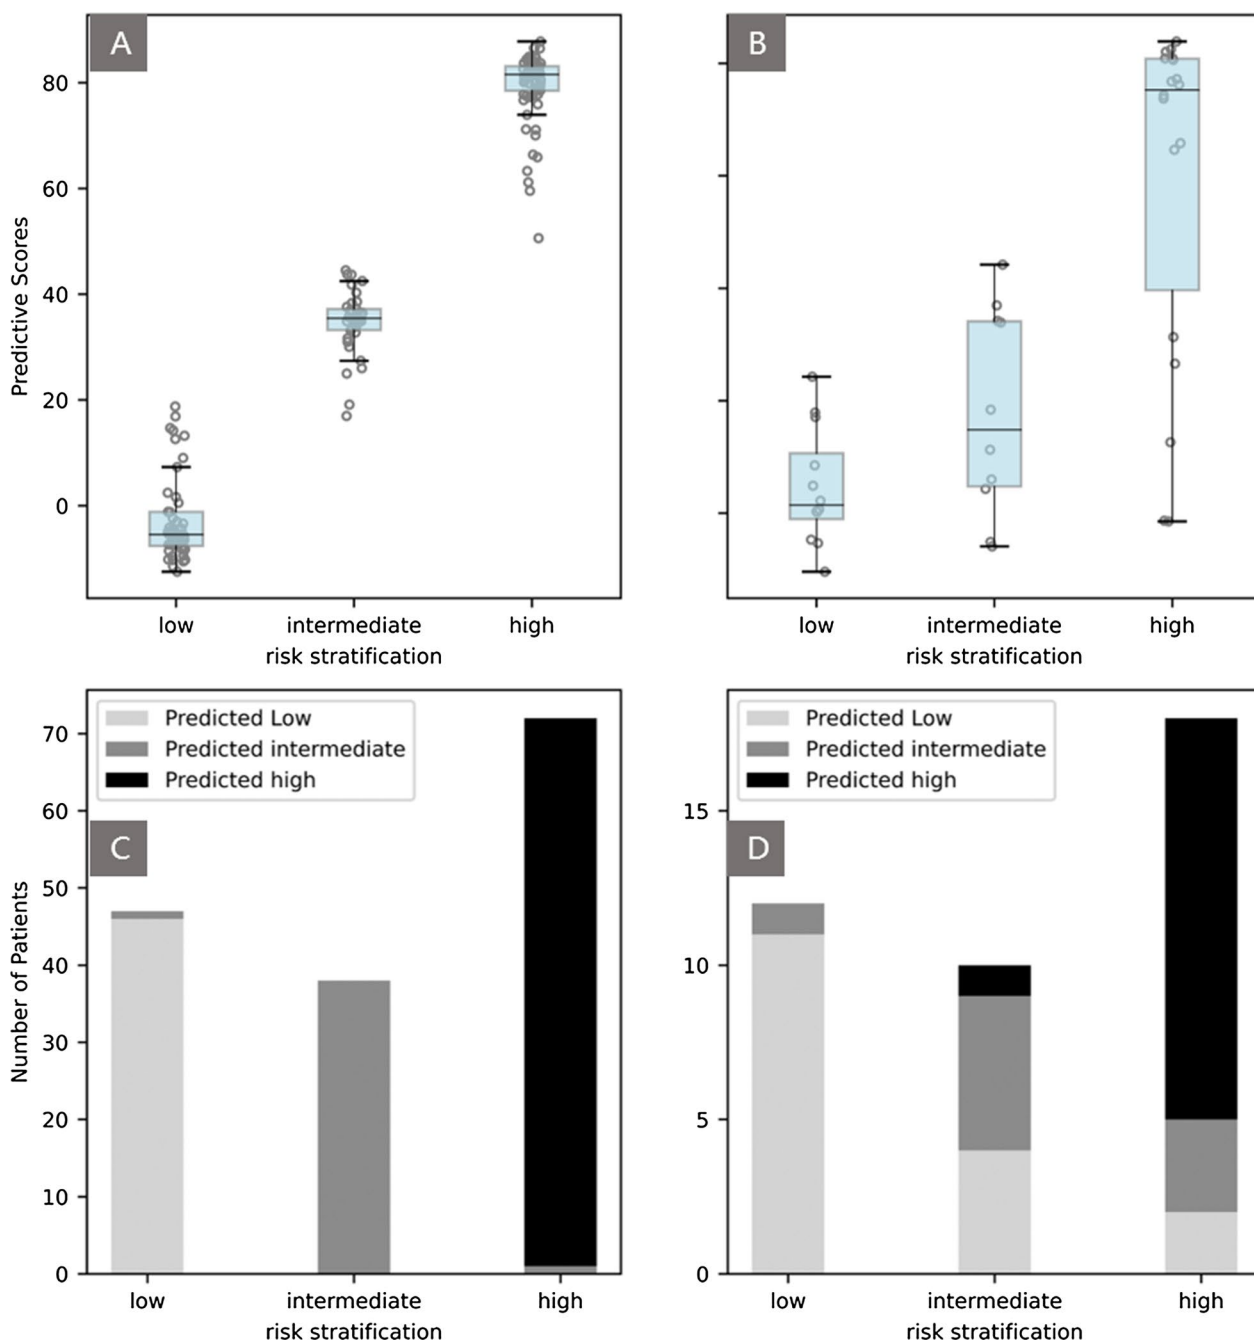 A
Predictive Scores
80
60
40
20
0
low
intermediate
high
risk stratification
B
low
intermediate
high
risk stratification
Predicted Low
Predicted intermediate
Predicted high
C
Number of Patients
70
60
50
40
30
20
10
0
low
intermediate
high
risk stratification
Predicted Low
Predicted intermediate
Predicted high
D
15
10
5
0
low
intermediate
high
risk stratification